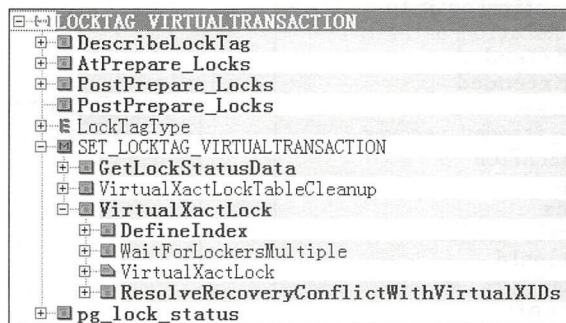 LOCKTAG_VIRTUALTRANSACTION
DescribeLockTag
AtPrepare_Locks
PostPrepare_Locks
PostPrepare_Locks
LockTagType
SET_LOCKTAG_VIRTUALTRANSACTION
GetLockStatusData
VirtualXactLockTableCleanup
VirtualXactLock
DefineIndex
WaitForLockersMultiple
VirtualXactLock
ResolveRecoveryConflictWithVirtualXIDs
pg_lock_status